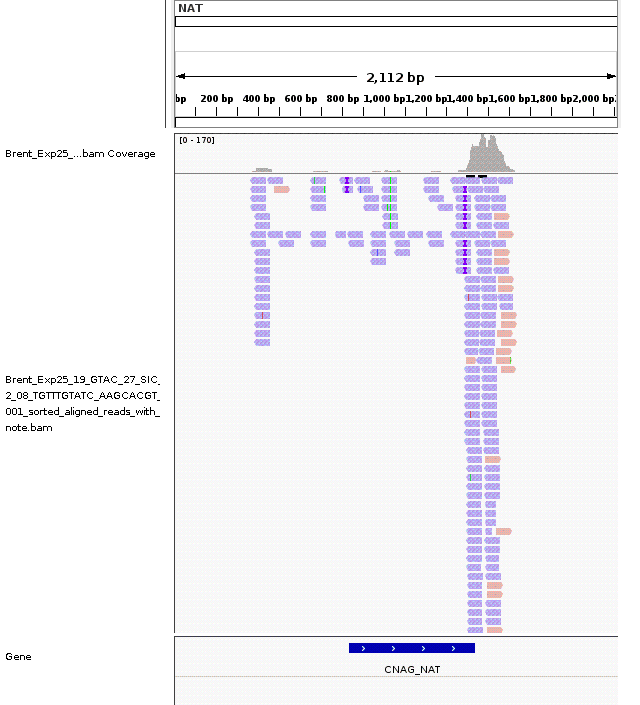 NAT
2,112 bp
bp 200 bp 400 bp 600 bp 800 bp 1,000 bp 1,200 bp 1,400 bp 1,600 bp 1,800 bp 2,000 bp
[0 - 170]
Brent_Exp25_...bam Coverage
Brent_Exp25_19_GTAC_27_SIC_
2_08_TGTTTGTATC_AAGCACGT_
001_sorted_aligned_reads_with_
note.bam
Gene
CNAG_NAT